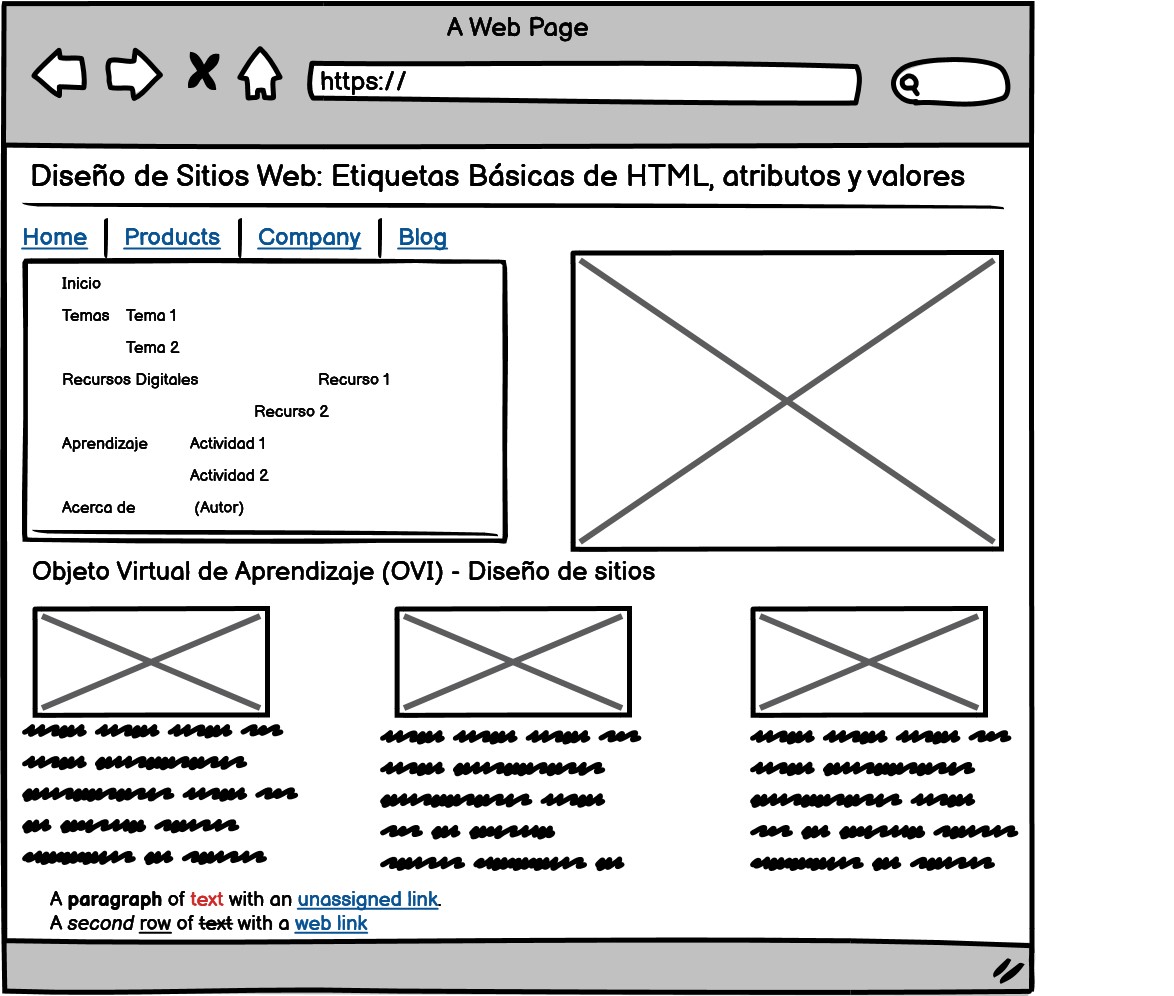 A Web Page
https://
Diseño de Sitios Web: Etiquetas Básicas de HTML, atributos y valores
Home Products Company Blog
Inicio
Temas Tema 1
Tema 2
Recursos Digitales Recurso 1
Recurso 2
Aprendizaje Actividad 1
Actividad 2
Acerca de (Autor)
Objeto Virtual de Aprendizaje (OVI) - Diseño de sitios
A paragraph of text with an unassigned link.
A second row of text with a web link